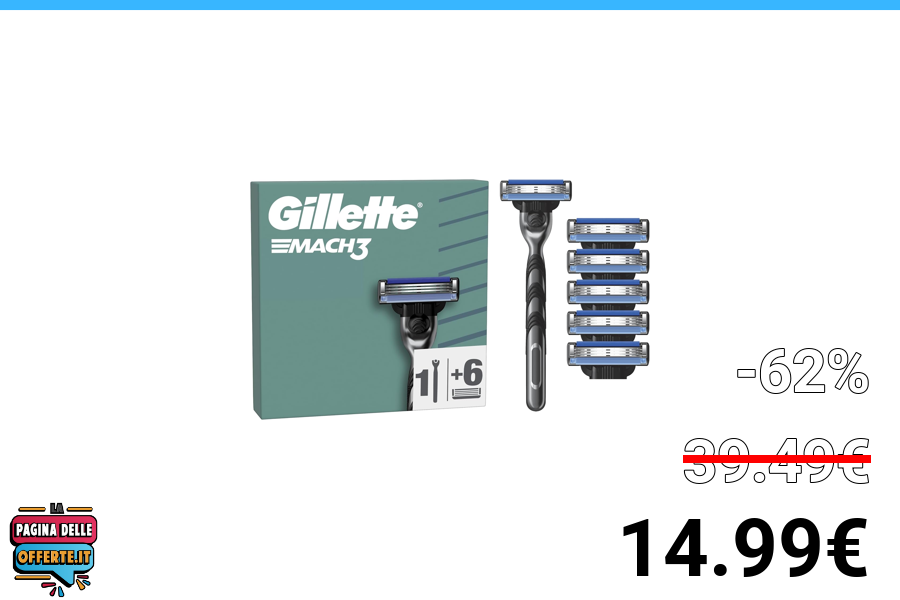 Gillette®
MACH3
1 +6
-62%
39.49€
14.99€
LA
PAGINA DELLE
OFFERTE.IT